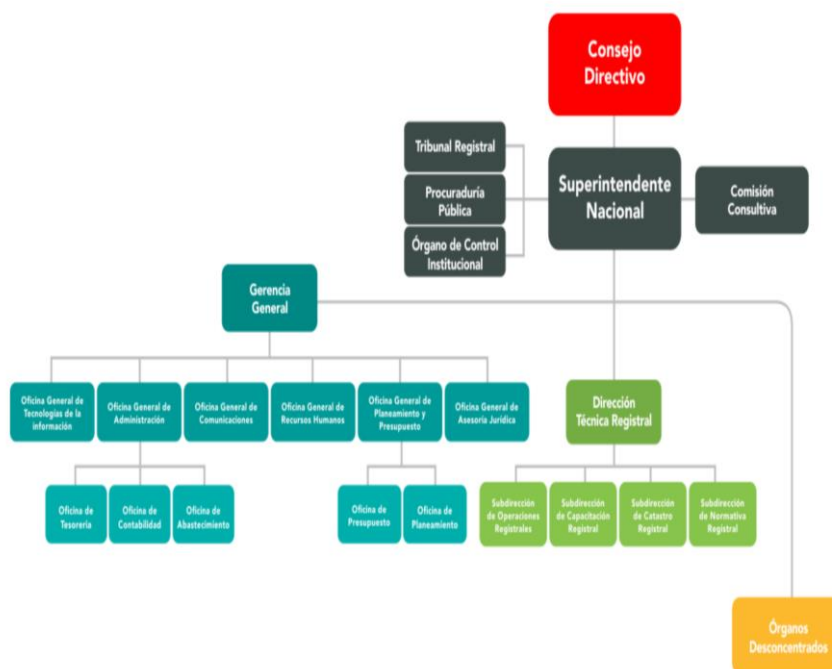 Consejo
Directivo
Tribunal Registral
Procuraduría
Pública
Órgano de Control
Institucional
Superintendente
Nacional
Comisión
Consultiva
Gerencia
General
Oficina General de
Tecnologías de la
información
Oficina General de
Administración
Oficina General de
Comunicaciones
Oficina General de
Recursos Humanos
Oficina General de
Planeamiento y
Presupuesto
Oficina General de
Asesoría Jurídica
Dirección
Técnica Registral
Oficina de
Tesorería
Oficina de
Contabilidad
Oficina de
Abastecimiento
Oficina de
Presupuesto
Oficina de
Planeamiento
Subdirección
de Operaciones
Registrales
Subdirección
de Capacitación
Registral
Subdirección
de Catastro
Registral
Subdirección
de Normativa
Registral
Órganos
Desconcentrados